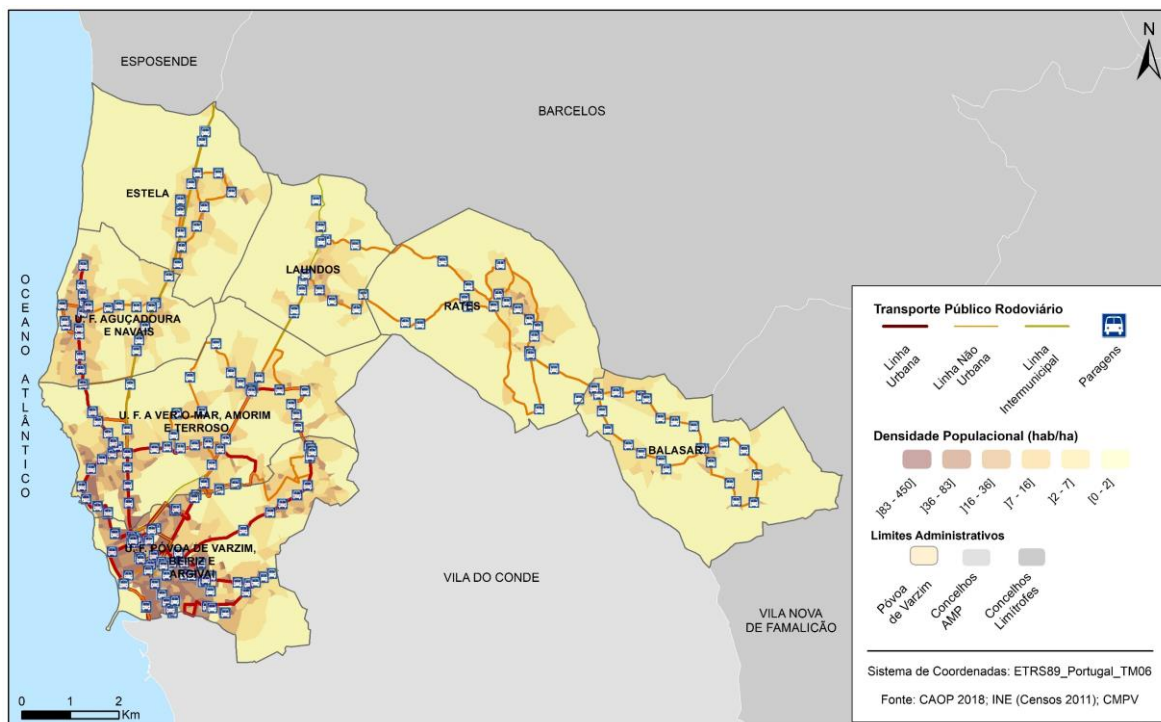 ESPOSENDE
N
BARCELOS
ESTELA
LAUNDOS
RATES
U. F. AGUÇADOURA
E NAVAIS
OCEANO ATLÂNTICO
U. F. A VER-O-MAR, AMORIM
E TERROSO
BALASAR
U. F. PÓVOA DE VARZIM,
BEIRIZ E
ARGIVAI
VILA DO CONDE
VILA NOVA
DE FAMALICÃO
0 1 2
Km
Transporte Público Rodoviário
Linha
Urbana
Linha Não
Urbana
Linha
Intermunicipal
Paragens
Densidade Populacional (hab/ha)
]83 - 450]
]36 - 83]
]16 - 36]
]7 - 16]
]2 - 7]
[0 - 2]
Limites Administrativos
Póvoa
de Varzim
Concelhos
AMP
Concelhos
Limítrofes
Sistema de Coordenadas: ETRS89_Portugal_TM06
Fonte: CAOP 2018; INE (Censos 2011); CMPV